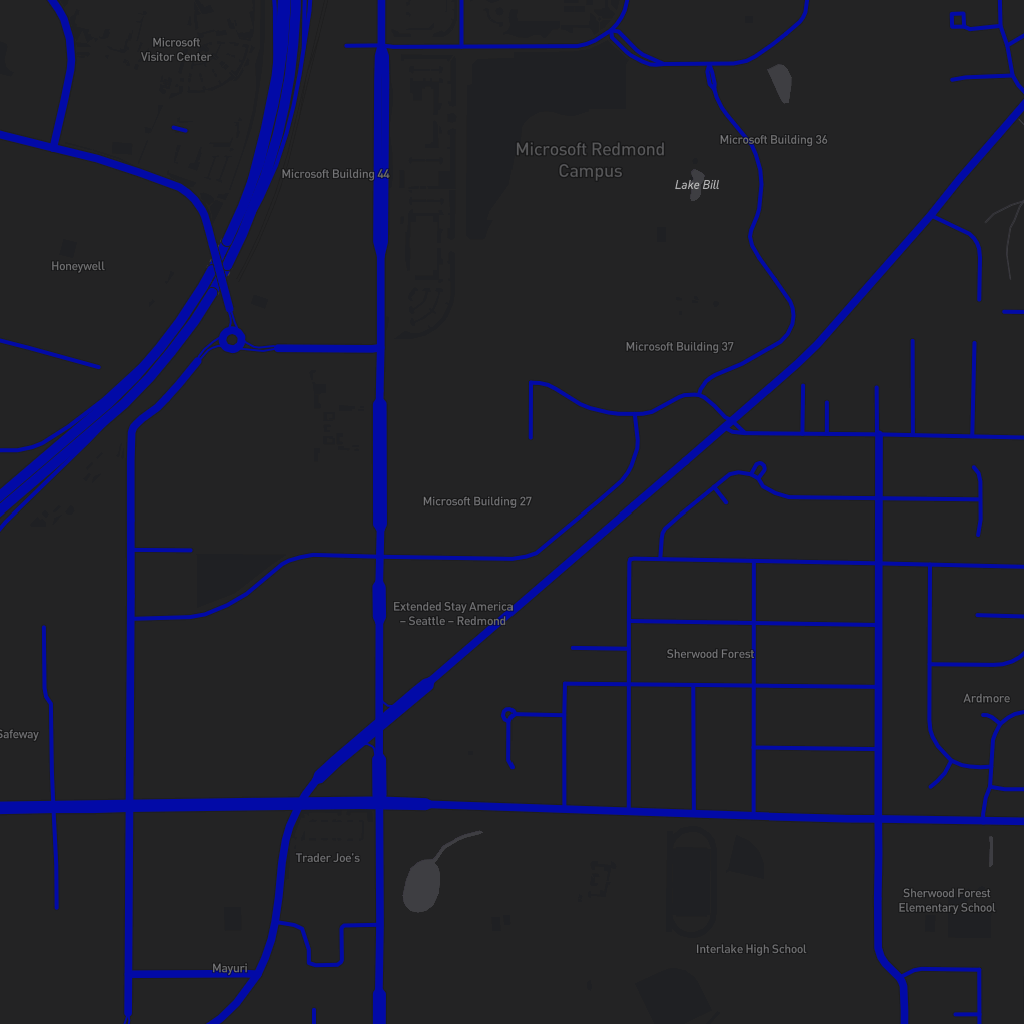 Microsoft
Visitor Center
Microsoft Building 36
Microsoft Redmond
Campus
Microsoft Building 44
Lake Bill
Honeywell
Microsoft Building 37
Microsoft Building 27
Extended Stay America
– Seattle – Redmond
Sherwood Forest
Ardmore
Safeway
Trader Joe's
Sherwood Forest
Elementary School
Interlake High School
Mayuri